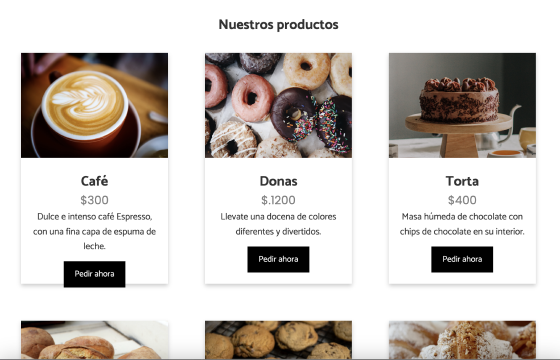 Nuestros productos
Café
$300
Dulce e intenso café Espresso,
con una fina capa de espuma de
leche.
Pedir ahora
Donas
$.1200
Llevate una docena de colores
diferentes y divertidos.
Pedir ahora
Torta
$400
Masa húmeda de chocolate con
chips de chocolate en su interior.
Pedir ahora